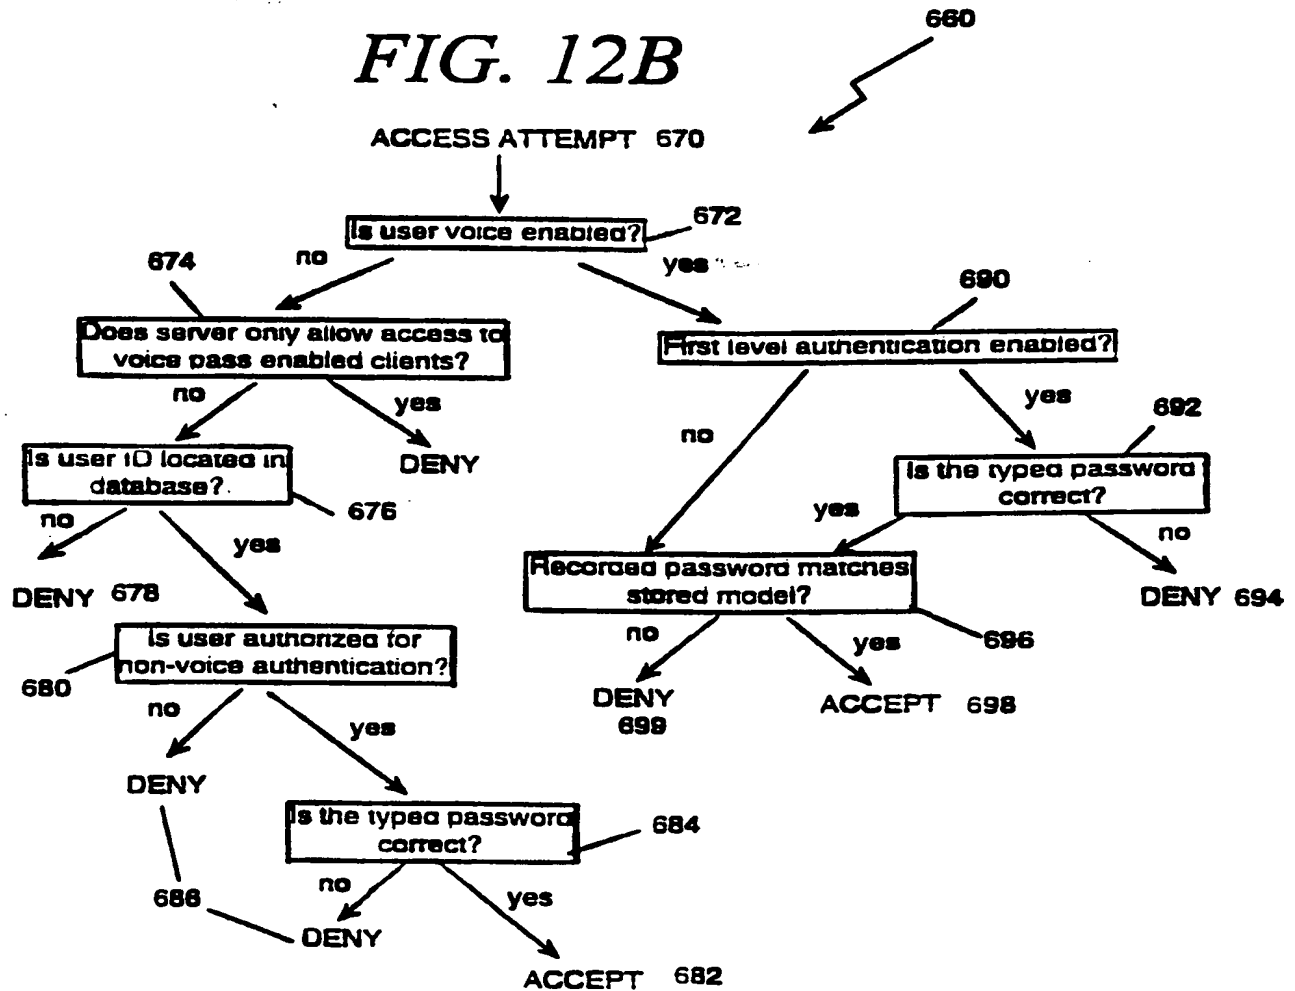 660
FIG. 12B
ACCESS ATTEMPT 670
Is user voice enabled?
672
no
yes
674
690
Does server only allow access to
voice pass enabled clients?
First level authentication enabled?
no
yes
DENY
no
yes
692
Is user ID located in
database?
676
Is the typed password
correct?
no
yes
yes
no
DENY 678
Recorded password matches
stored model?
DENY 694
696
Is user authorized for
non-voice authentication?
680
no
yes
DENY
699
ACCEPT 698
no
yes
DENY
Is the typed password
correct?
684
686
no
yes
DENY
ACCEPT 682